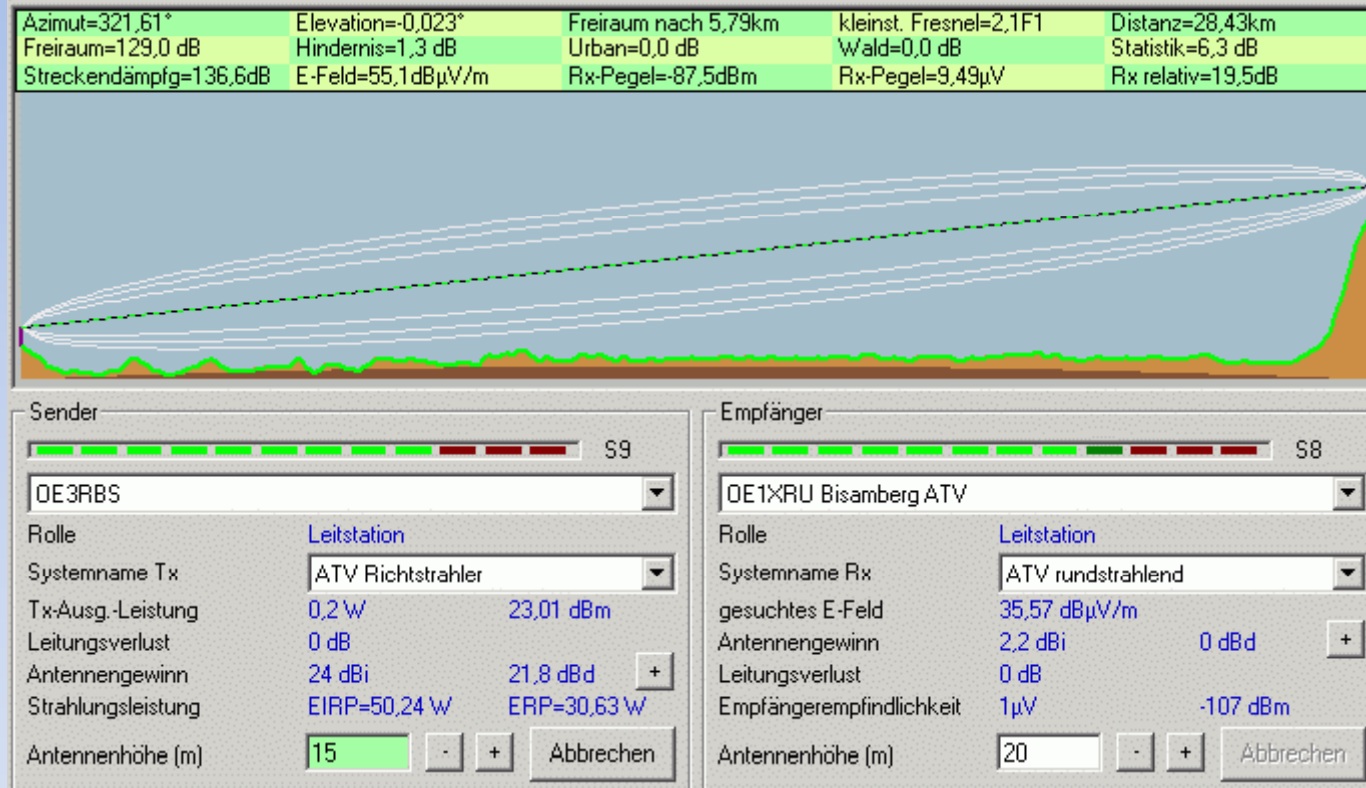 Azimut=321,61° Elevation=-0,023° Freiraum nach 5,79km kleinst. Fresnel=2,1F1 Distanz=28,43km
Freiraum=129,0 dB Hindernis=1,3 dB Urban=0,0 dB Wald=0,0 dB Statistik=6,3 dB
Streckendämpfg=136,6dB E-Feld=55,1dBµV/m Rx-Pegel=-87,5dBm Rx-Pegel=9,49µV Rx relativ=19,5dB
Sender
S9
OE3RBS
Rolle Leitstation
Systemname Tx ATV Richtstrahler
Tx-Ausg.-Leistung 0,2 W 23,01 dBm
Leitungsverlust 0 dB
Antennengewinn 24 dBi 21,8 dBd +
Strahlungsleistung EIRP=50,24 W ERP=30,63 W
Antennenhöhe (m) 15 - + Abbrechen
Empfänger
S8
OE1XRU Bisamberg ATV
Rolle Leitstation
Systemname Rx ATV rundstrahlend
gesuchtes E-Feld 35,57 dBµV/m
Antennengewinn 2,2 dBi 0 dBd +
Leitungsverlust 0 dB
Empfängerempfindlichkeit 1µV -107 dBm
Antennenhöhe (m) 20 - + Abbrechen